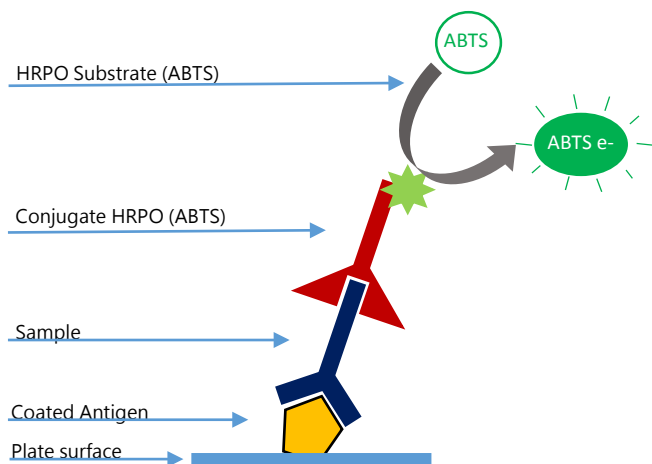 ABTS
HRPO Substrate (ABTS)
ABTS e-
Conjugate HRPO (ABTS)
Sample
Coated Antigen
Plate surface